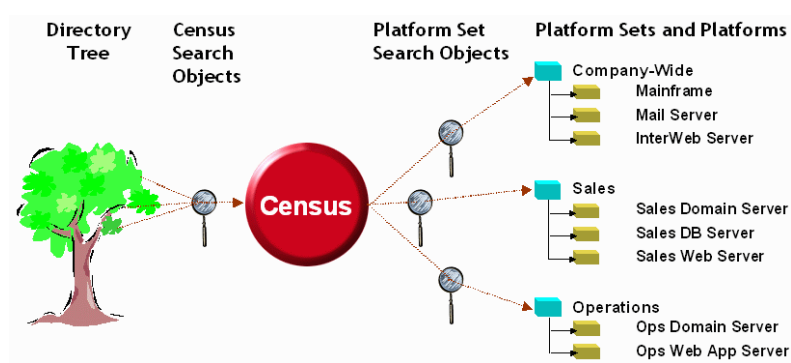 Directory
Tree
Census
Search
Objects
Platform Set
Search Objects
Platform Sets and Platforms
Census
Company-Wide
Mainframe
Mail Server
InterWeb Server
Sales
Sales Domain Server
Sales DB Server
Sales Web Server
Operations
Ops Domain Server
Ops Web App Server